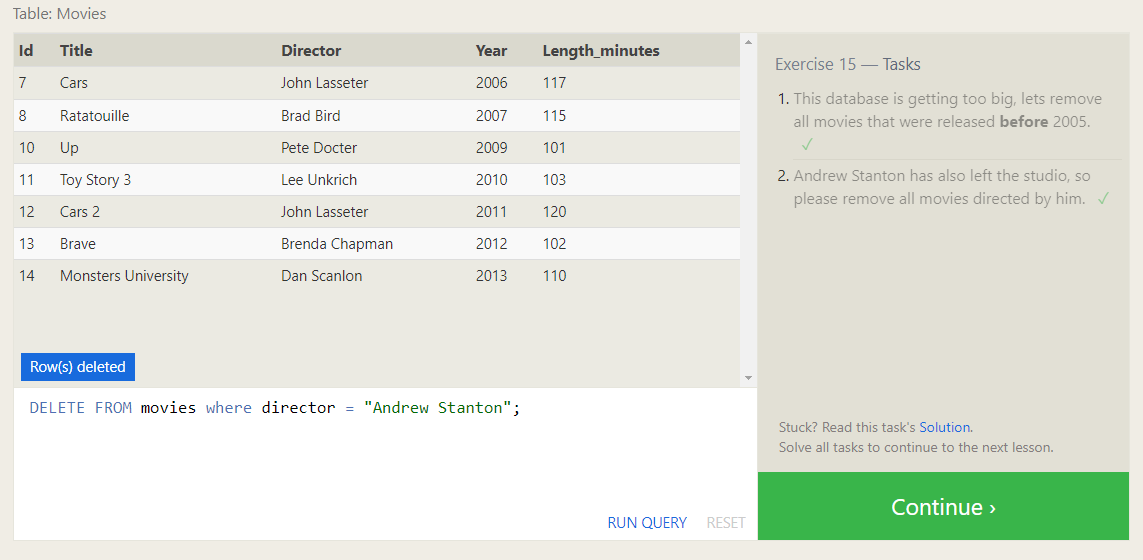 Table: Movies
Id Title Director Year Length_minutes
7 Cars John Lasseter 2006 117
8 Ratatouille Brad Bird 2007 115
10 Up Pete Docter 2009 101
11 Toy Story 3 Lee Unkrich 2010 103
12 Cars 2 John Lasseter 2011 120
13 Brave Brenda Chapman 2012 102
14 Monsters University Dan Scanlon 2013 110
Row(s) deleted
DELETE FROM movies where director = "Andrew Stanton";
RUN QUERY RESET
Exercise 15 — Tasks
1. This database is getting too big, lets remove
all movies that were released before 2005.
✓
2. Andrew Stanton has also left the studio, so
please remove all movies directed by him. ✓
Stuck? Read this task's Solution.
Solve all tasks to continue to the next lesson.
Continue ›